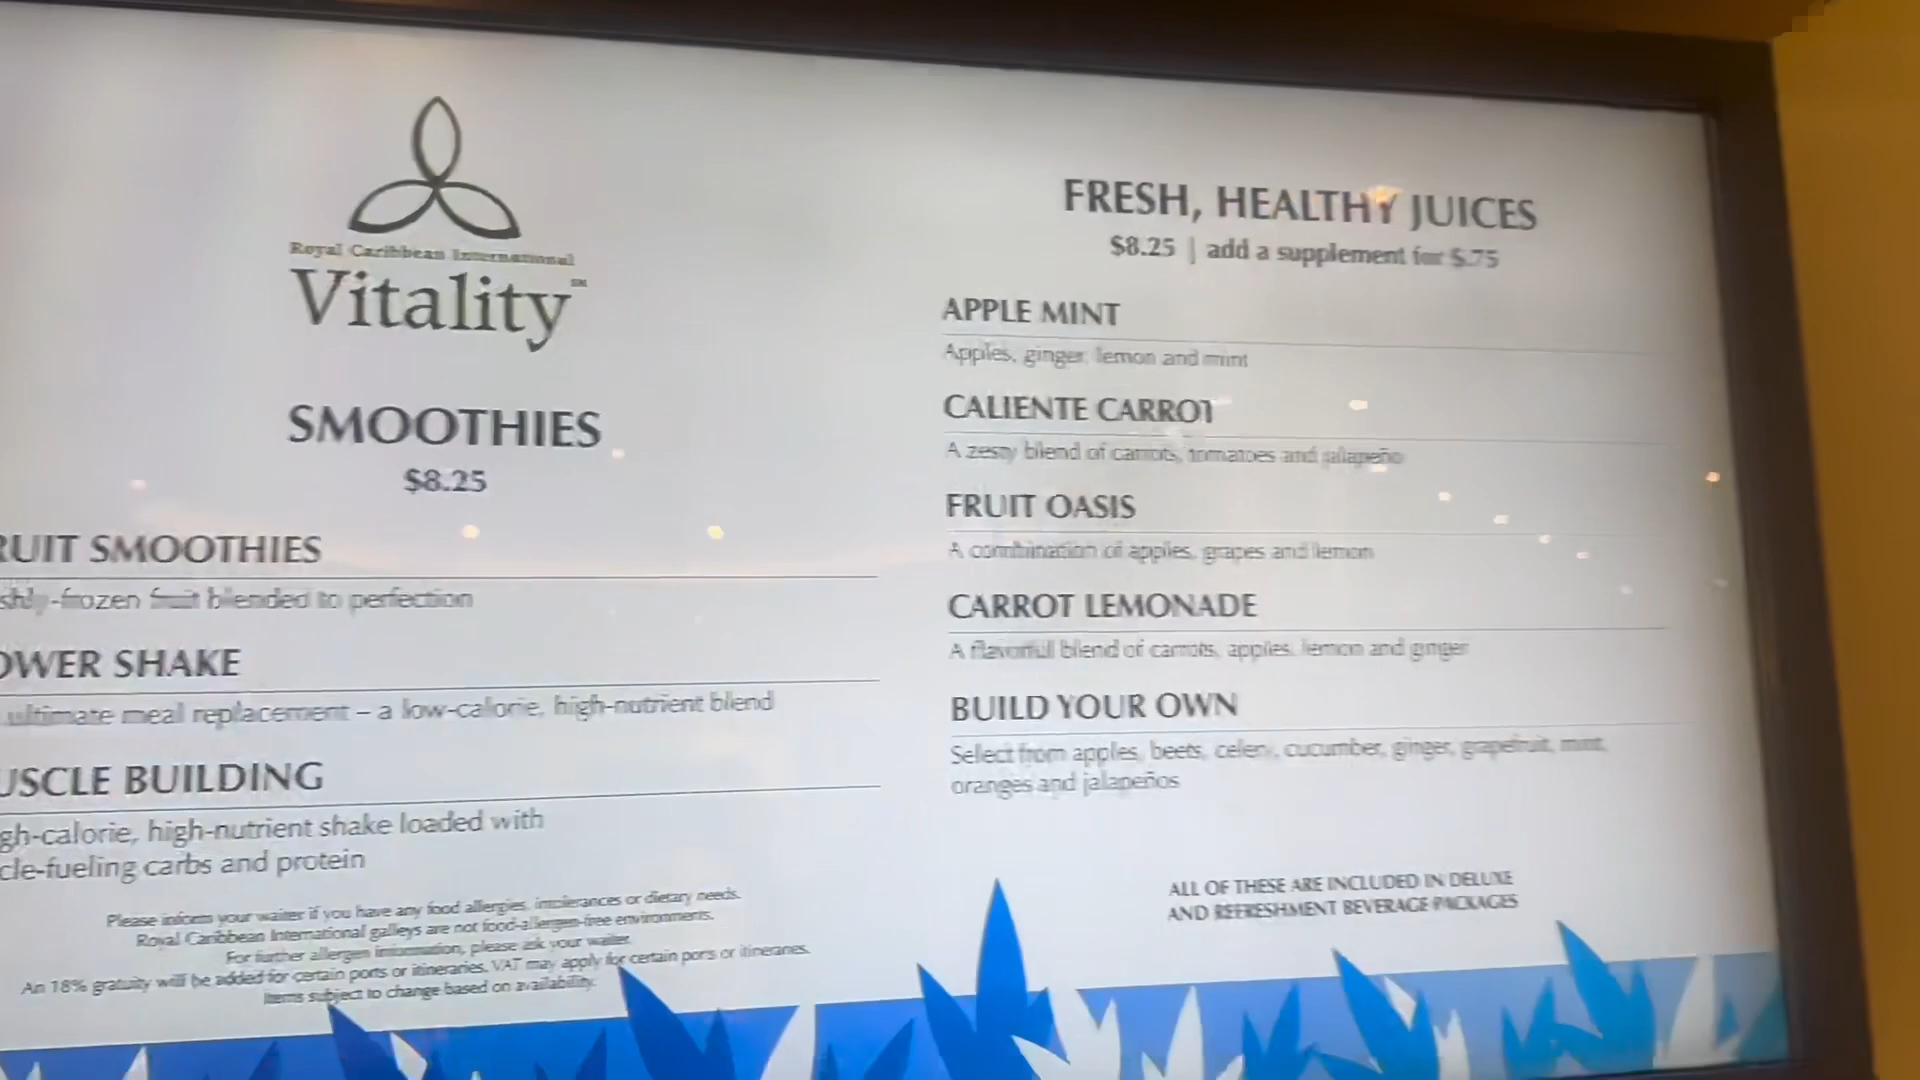 Royal Caribbean International
Vitality℠
SMOOTHIES
$8.25
RUIT SMOOTHIES
shly-frozen fruit blended to perfection
OWER SHAKE
ultimate meal replacement – a low-calorie, high-nutrient blend
USCLE BUILDING
gh-calorie, high-nutrient shake loaded with
cle-fueling carbs and protein
Please inform your waiter if you have any food allergies, intolerances or dietary needs.
Royal Caribbean International galleys are not food-allergen-free environments.
For further allergen information, please ask your waiter.
An 18% gratuity will be added for certain ports or itineraries. VAT may apply for certain ports or itineraries.
Items subject to change based on availability.
FRESH, HEALTHY JUICES
$8.25 | add a supplement for $.75
APPLE MINT
Apples, ginger, lemon and mint
CALIENTE CARROT
A zesty blend of carrots, tomatoes and jalapeño
FRUIT OASIS
A combination of apples, grapes and lemon
CARROT LEMONADE
A flavorful blend of carrots, apples, lemon and ginger
BUILD YOUR OWN
Select from apples, beets, celery, cucumber, ginger, grapefruit, mint,
oranges and jalapeños
ALL OF THESE ARE INCLUDED IN DELUXE
AND REFRESHMENT BEVERAGE PACKAGES